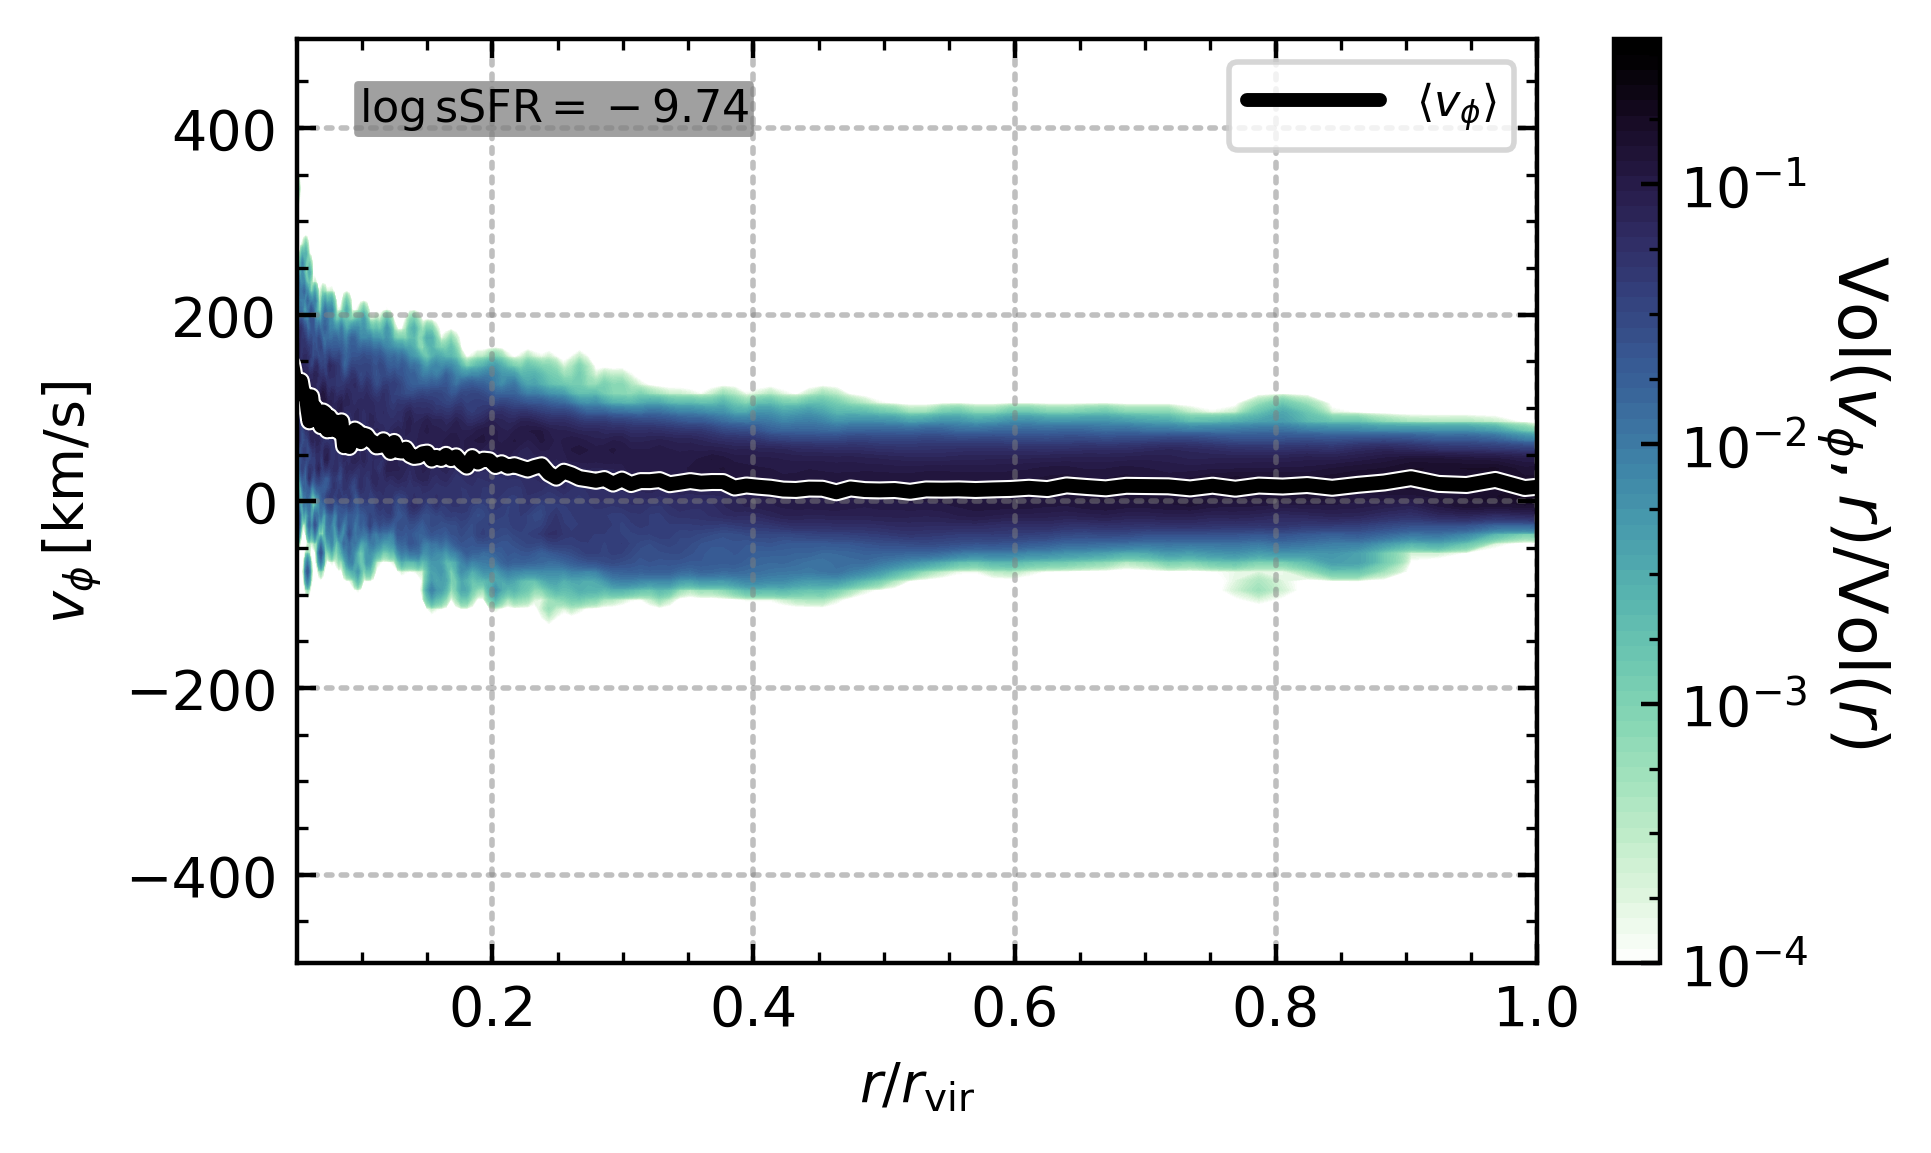 log sSFR = −9.74
⟨v_ϕ⟩
400
200
0
−200
−400
v_ϕ [km/s]
0.2
0.4
0.6
0.8
1.0
r/r_vir
10⁻¹
10⁻²
10⁻³
10⁻⁴
Vol(v_ϕ, r)/Vol(r)